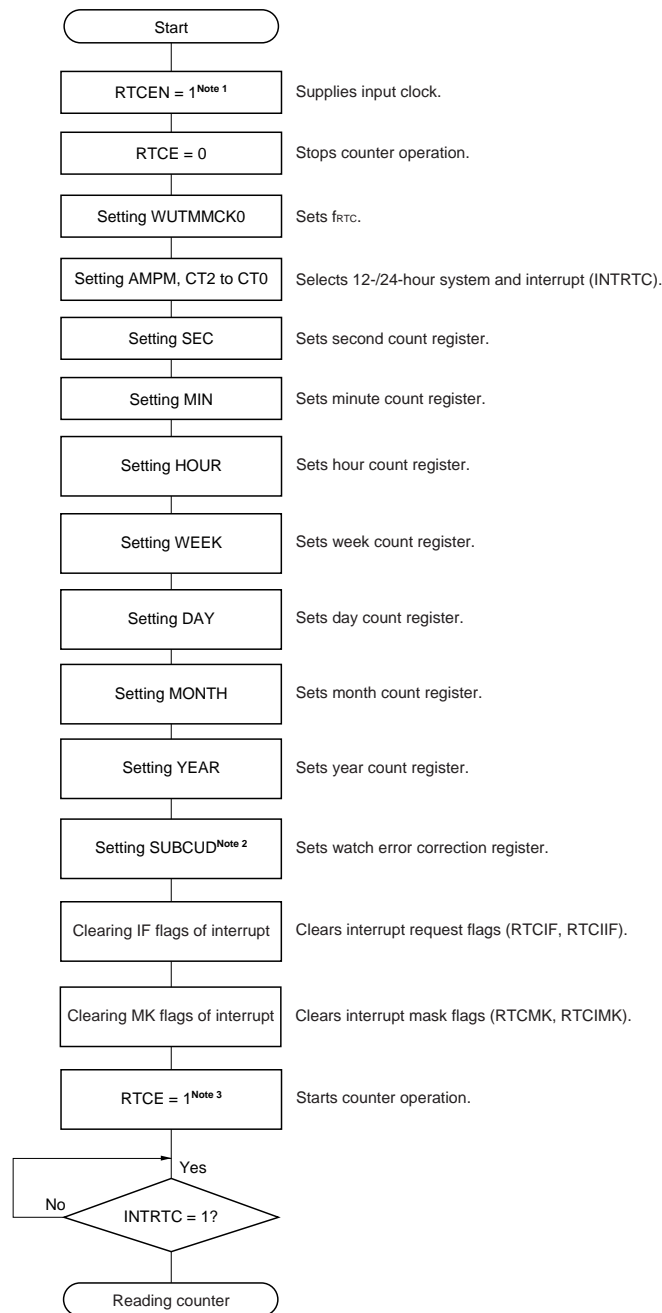 Start
RTCEN = 1Note 1 Supplies input clock.
RTCE = 0 Stops counter operation.
Setting WUTMMCK0 Sets fRTC.
Setting AMPM, CT2 to CT0 Selects 12-/24-hour system and interrupt (INTRTC).
Setting SEC Sets second count register.
Setting MIN Sets minute count register.
Setting HOUR Sets hour count register.
Setting WEEK Sets week count register.
Setting DAY Sets day count register.
Setting MONTH Sets month count register.
Setting YEAR Sets year count register.
Setting SUBCUDNote 2 Sets watch error correction register.
Clearing IF flags of interrupt Clears interrupt request flags (RTCIF, RTCIIF).
Clearing MK flags of interrupt Clears interrupt mask flags (RTCMK, RTCIMK).
RTCE = 1Note 3 Starts counter operation.
Yes
No
INTRTC = 1?
Reading counter